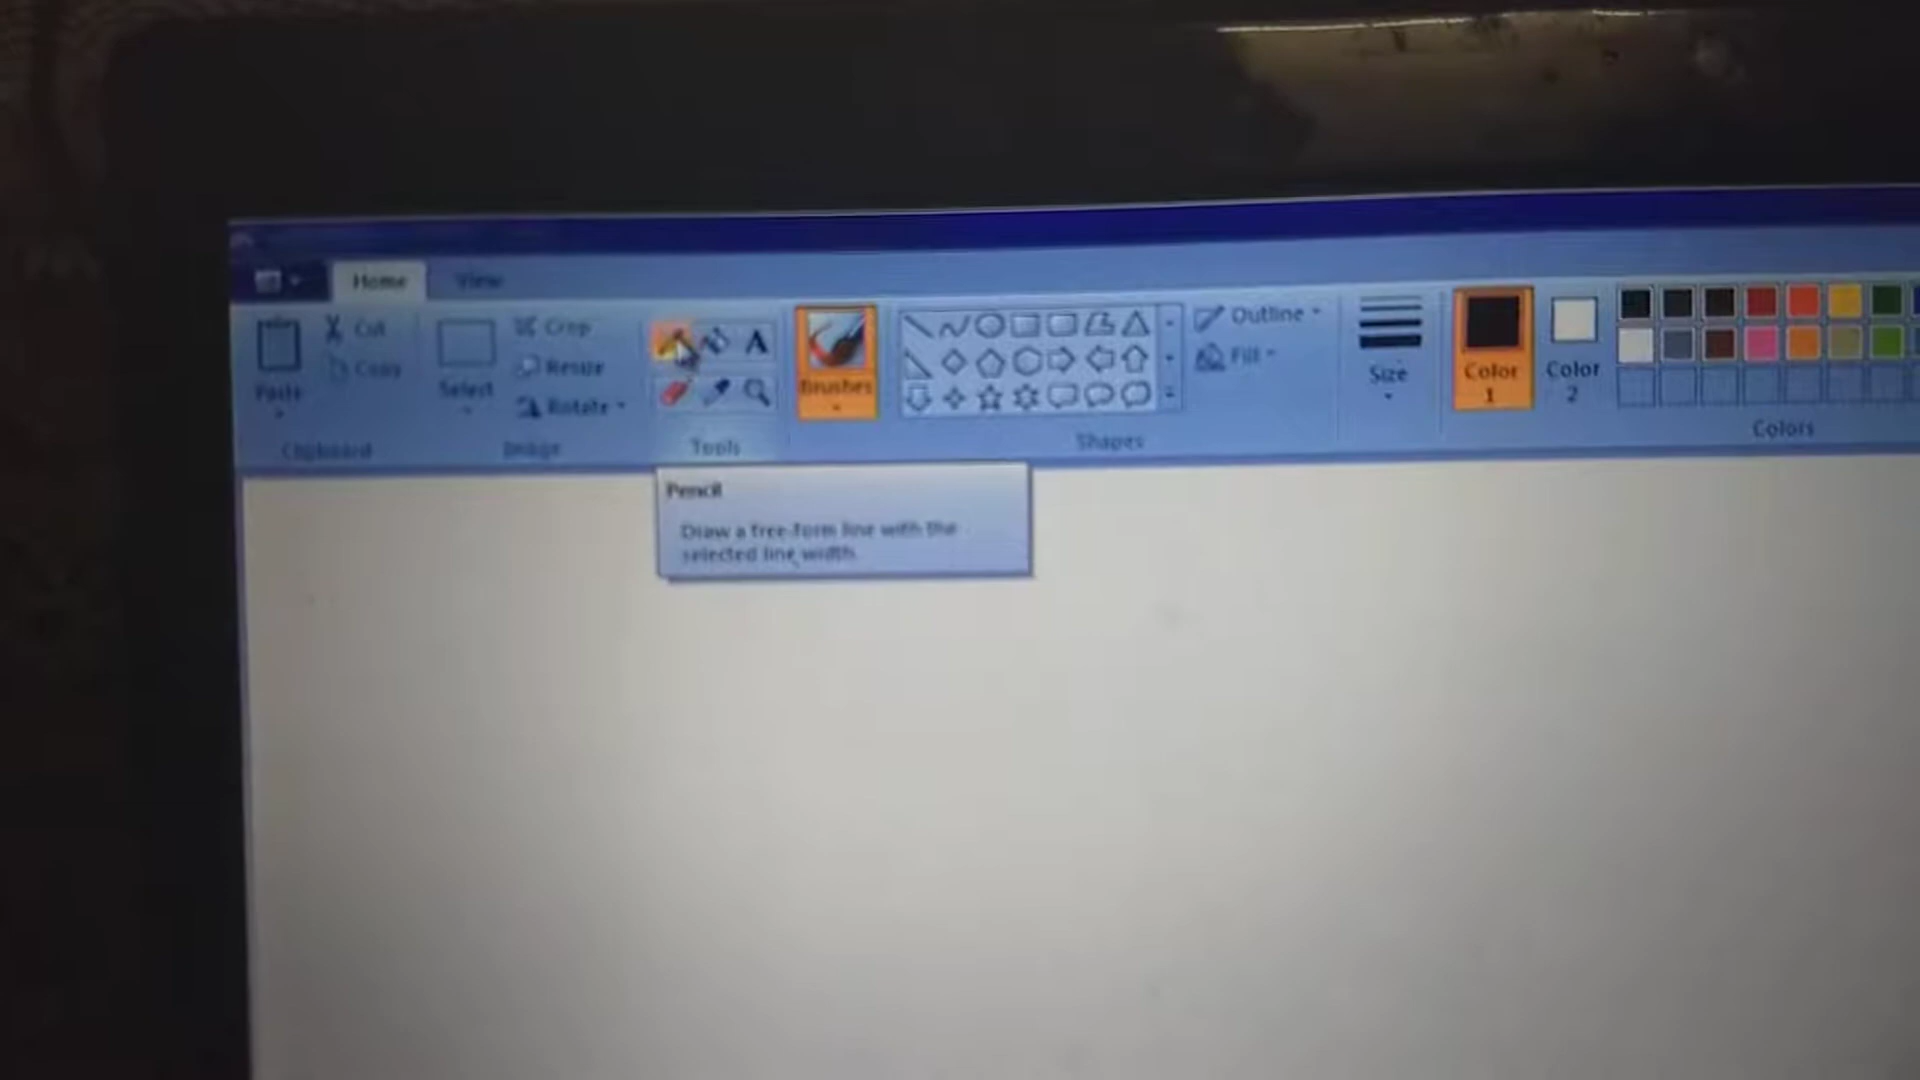 Home View
Cut
Copy
Paste
Clipboard
Crop
Resize
Rotate
Select
Image
A
Tools
Brushes
Outline
Fill
Shapes
Size
Color
1
Color
2
Colors
Pencil
Draw a free-form line with the
selected line width.